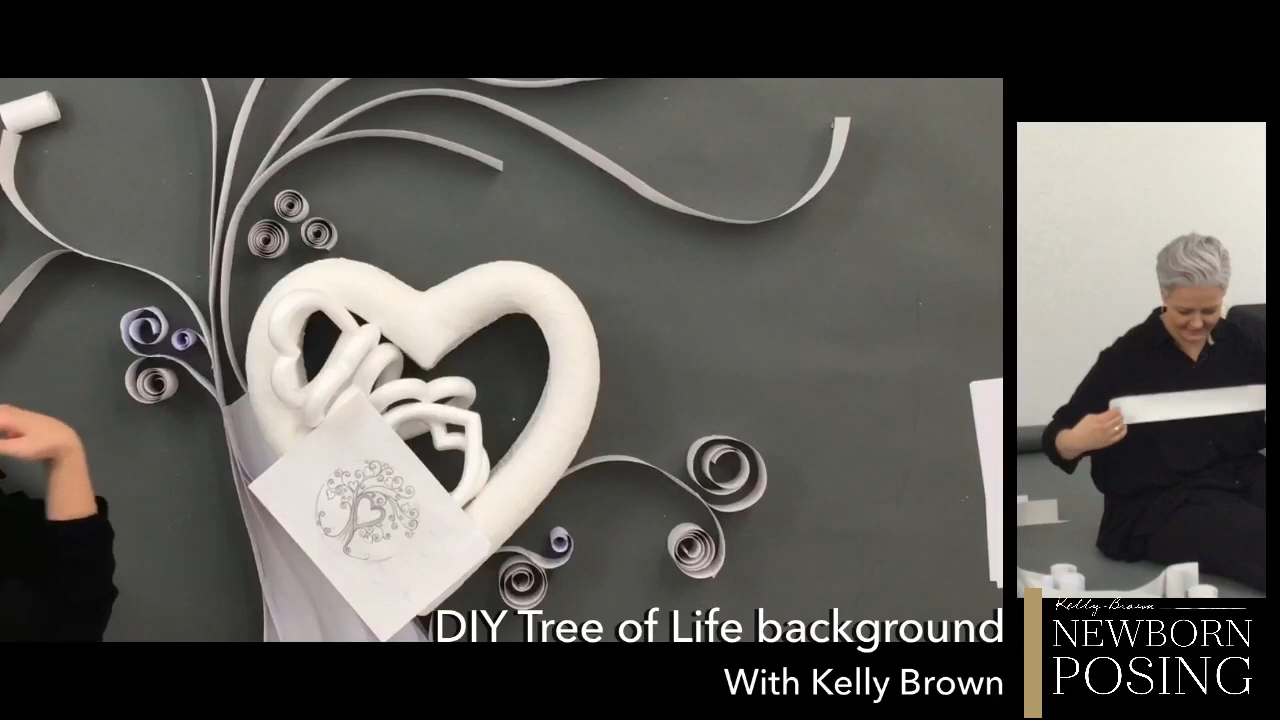 DIY Tree of Life background
With Kelly Brown
Kelly Brown
NEWBORN
POSING